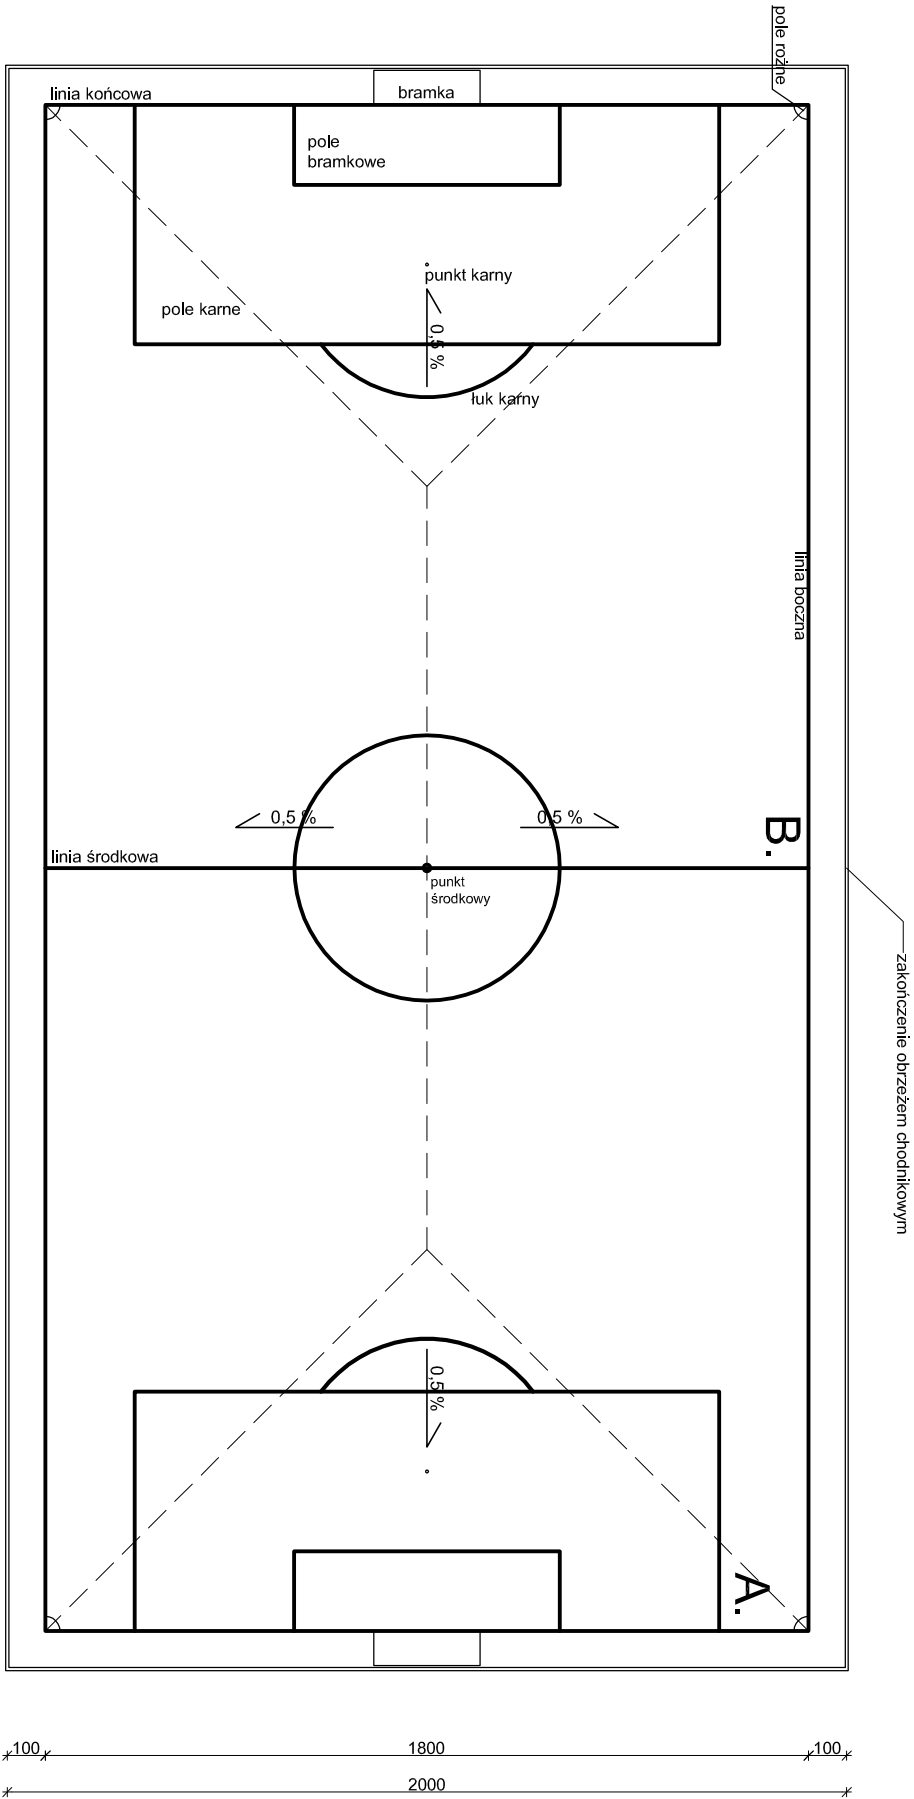 pole rożne
linia końcowa
bramka
pole
bramkowe
punkt karny
pole karne
0,5 %
łuk karny
linia boczna
B.
0,5 %
0,5 %
linia środkowa
punkt
środkowy
zakończenie obrzeżem chodnikowym
0,5 %
A.
100
1800
100
2000